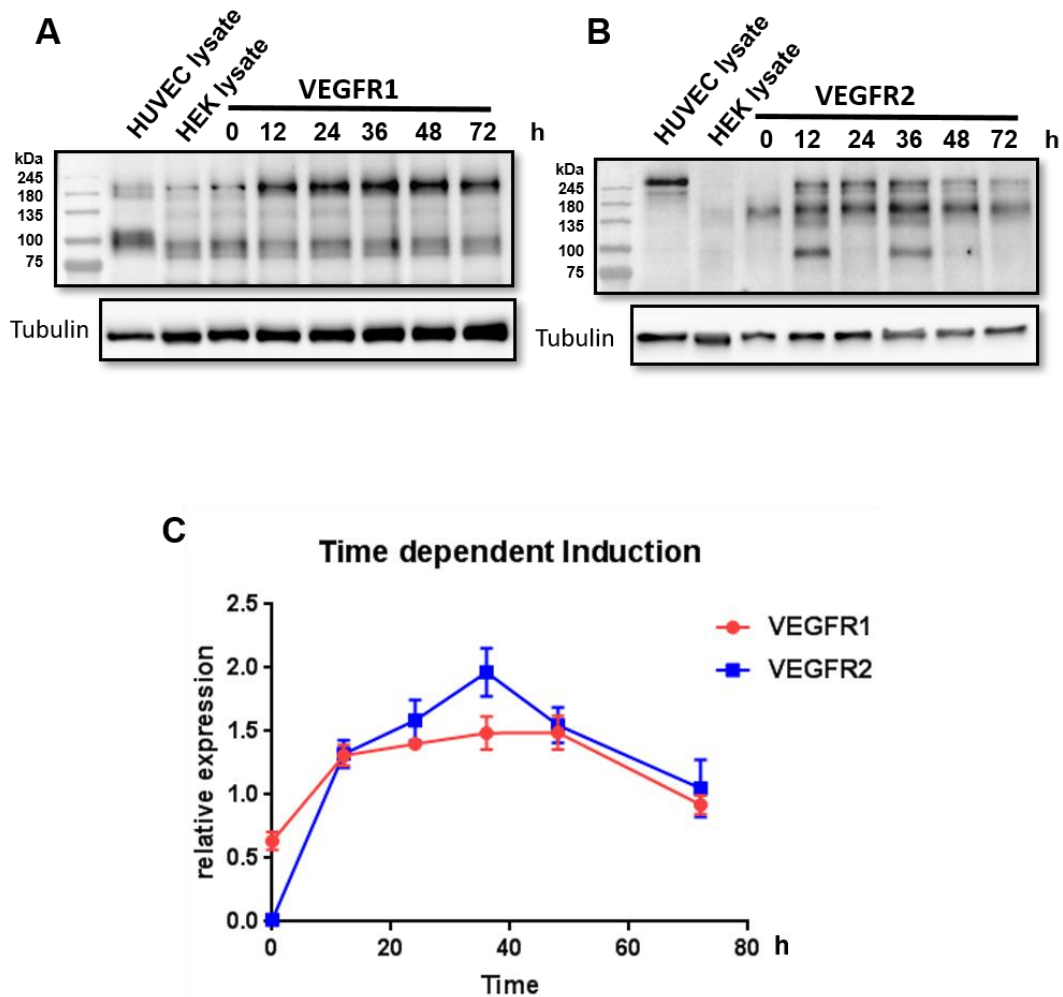 A
HUVEC lysate
HEK lysate
VEGFR1
0 12 24 36 48 72 h
kDa
245
180
135
100
75
Tubulin
B
HUVEC lysate
HEK lysate
VEGFR2
0 12 24 36 48 72 h
kDa
245
180
135
100
75
Tubulin
C
Time dependent Induction
2.5
2.0
1.5
1.0
0.5
0.0
relative expression
0 20 40 60 80 h
Time
VEGFR1
VEGFR2